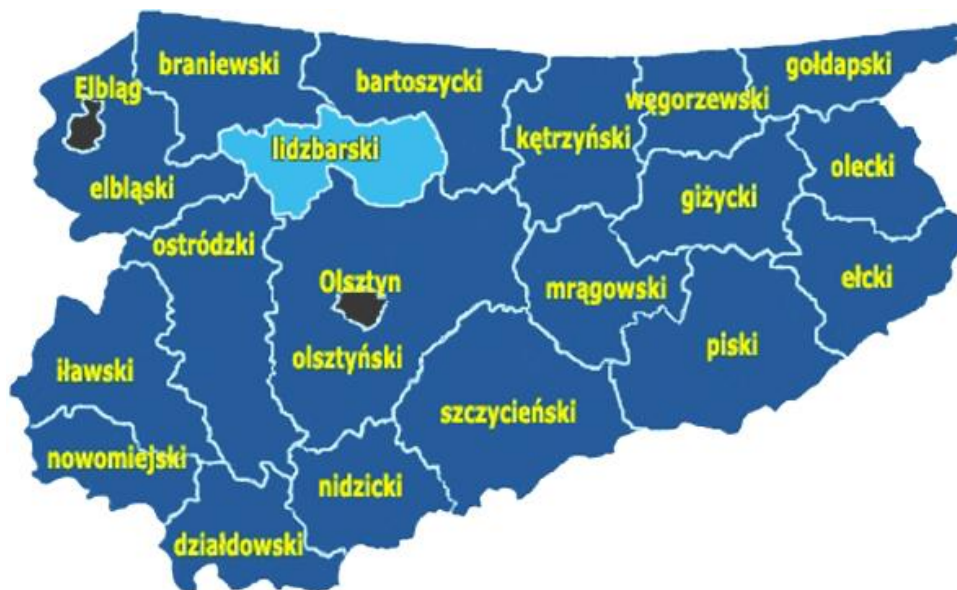 braniewski
gołdapski
Elbląg
bartoszycki
węgorzewski
kętrzyński
lidzbarski
olecki
elbląski
giżycki
ostródzki
Olsztyn
mrągowski
ełcki
piski
olsztyński
iławski
szczycieński
nowomiejski
nidzicki
działdowski